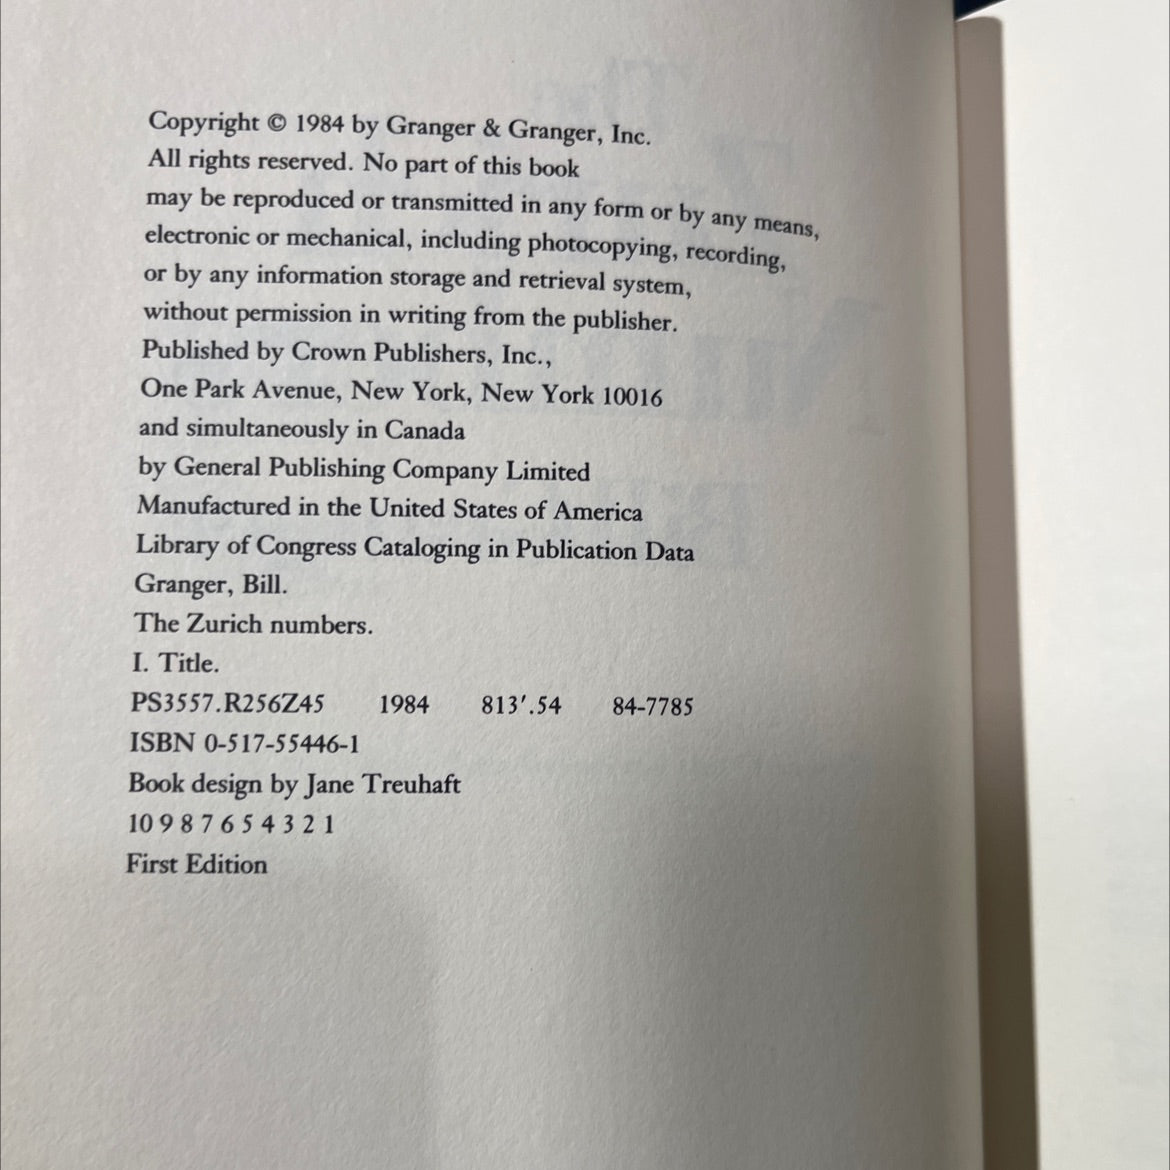 Copyright © 1984 by Granger & Granger, Inc.
All rights reserved. No part of this book
may be reproduced or transmitted in any form or by any means,
electronic or mechanical, including photocopying, recording,
or by any information storage and retrieval system,
without permission in writing from the publisher.
Published by Crown Publishers, Inc.,
One Park Avenue, New York, New York 10016
and simultaneously in Canada
by General Publishing Company Limited
Manufactured in the United States of America
Library of Congress Cataloging in Publication Data
Granger, Bill.
The Zurich numbers.
I. Title.
PS3557.R256Z45 1984 813′.54 84-7785
ISBN 0-517-55446-1
Book design by Jane Treuhaft
10 9 8 7 6 5 4 3 2 1
First Edition